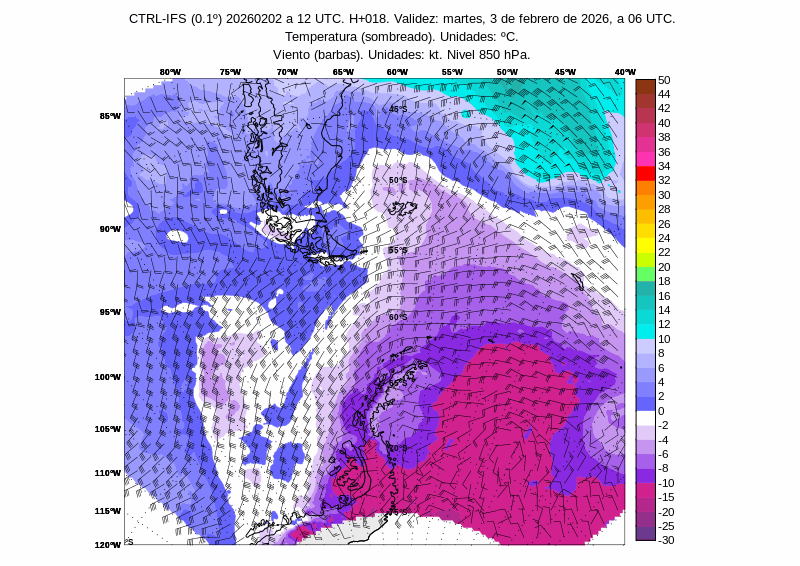 CTRL-IFS (0.1º) 20260202 a 12 UTC. H+018. Validez: martes, 3 de febrero de 2026, a 06 UTC.
Temperatura (sombreado). Unidades: ºC.
Viento (barbas). Unidades: kt. Nivel 850 hPa.
80ºW 75ºW 70ºW 65ºW 60ºW 55ºW 50ºW 45ºW 40ºW
50
44
45ºS
85ºW
42
40
38
36
34
50ºS
32
30
28
90ºW
26
24
55ºS
22
20
18
16
95ºW
60ºS
14
12
10
8
6
100ºW
65ºS
4
2
0
105ºW
-2
-4
70ºS
-6
110ºW
-8
-10
-15
115ºW
75ºS
-20
-25
120ºW
ºS
-30